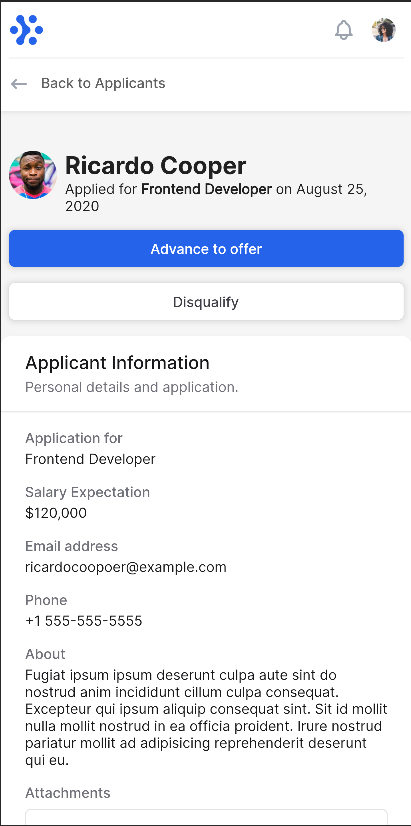 Back to Applicants
Ricardo Cooper
Applied for Frontend Developer on August 25,
2020
Advance to offer
Disqualify
Applicant Information
Personal details and application.
Application for
Frontend Developer
Salary Expectation
$120,000
Email address
ricardocoopoer@example.com
Phone
+1 555-555-5555
About
Fugiat ipsum ipsum deserunt culpa aute sint do
nostrud anim incididunt cillum culpa consequat.
Excepteur qui ipsum aliquip consequat sint. Sit id mollit
nulla mollit nostrud in ea officia proident. Irure nostrud
pariatur mollit ad adipisicing reprehenderit deserunt
qui eu.
Attachments